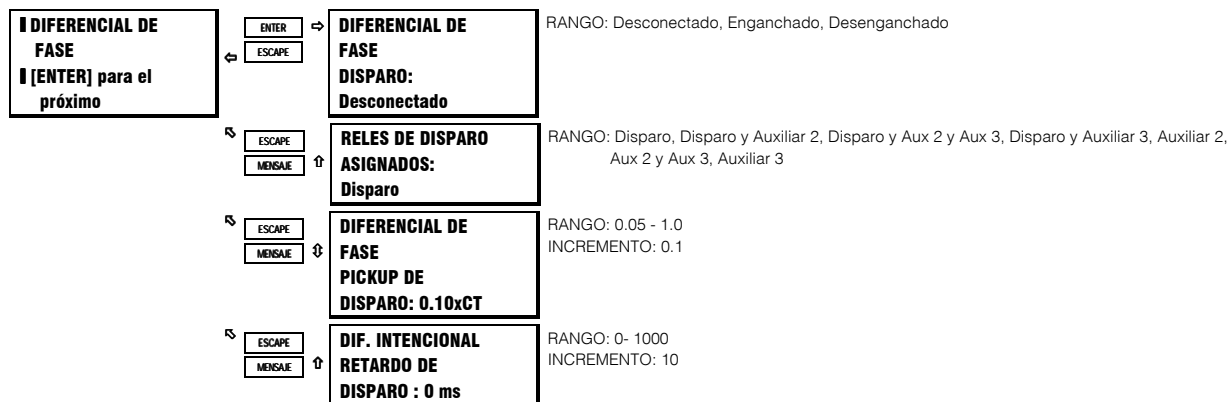 DIFERENCIAL DE
FASE
[ENTER] para el
próximo
ENTER
ESCAPE
DIFERENCIAL DE
FASE
DISPARO:
Desconectado
RANGO: Desconectado, Enganchado, Desenganchado
ESCAPE
MENSAJE
RELES DE DISPARO
ASIGNADOS:
Disparo
RANGO: Disparo, Disparo y Auxiliar 2, Disparo y Aux 2 y Aux 3, Disparo y Auxiliar 3, Auxiliar 2,
Aux 2 y Aux 3, Auxiliar 3
ESCAPE
MENSAJE
DIFERENCIAL DE
FASE
PICKUP DE
DISPARO: 0.10xCT
RANGO: 0.05 - 1.0
INCREMENTO: 0.1
ESCAPE
MENSAJE
DIF. INTENCIONAL
RETARDO DE
DISPARO : 0 ms
RANGO: 0- 1000
INCREMENTO: 10